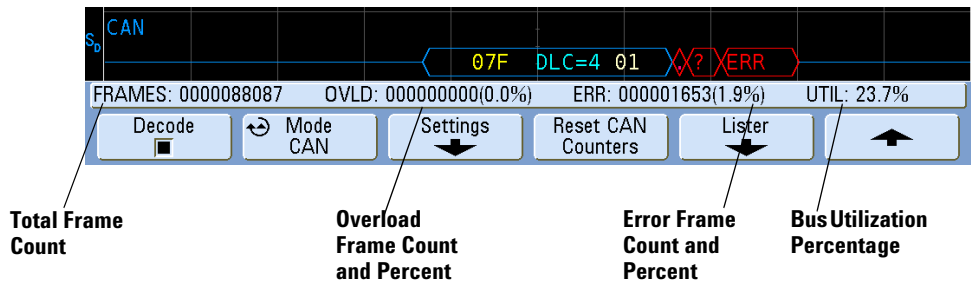 CAN
SD
07F DLC=4 01 . ? ERR
FRAMES: 0000088087 OVLD: 000000000(0.0%) ERR: 000001653(1.9%) UTIL: 23.7%
Decode
Mode
CAN
Settings
Reset CAN
Counters
Lister
Total Frame
Count
Overload
Frame Count
and Percent
Error Frame
Count and
Percent
Bus Utilization
Percentage